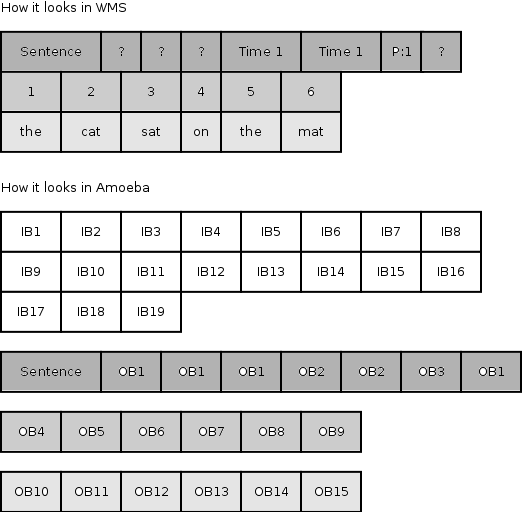 How it looks in WMS
Sentence ? ? ? Time 1 Time 1 P:1 ?
1 2 3 4 5 6
the cat sat on the mat
How it looks in Amoeba
IB1 IB2 IB3 IB4 IB5 IB6 IB7 IB8
IB9 IB10 IB11 IB12 IB13 IB14 IB15 IB16
IB17 IB18 IB19
Sentence OB1 OB1 OB1 OB2 OB2 OB3 OB1
OB4 OB5 OB6 OB7 OB8 OB9
OB10 OB11 OB12 OB13 OB14 OB15